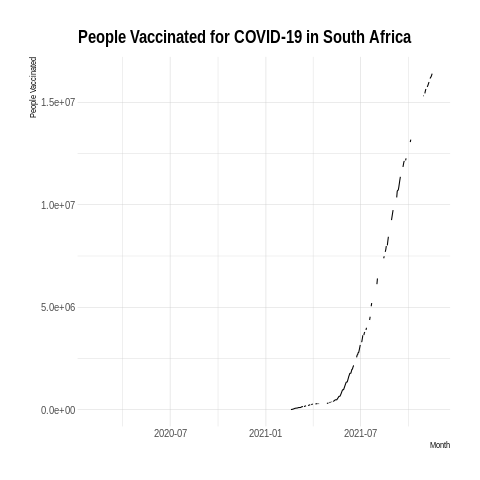 People Vaccinated for COVID-19 in South Africa
People Vaccinated
1.5e+07
1.0e+07
5.0e+06
0.0e+00
2020-07
2021-01
2021-07
Month